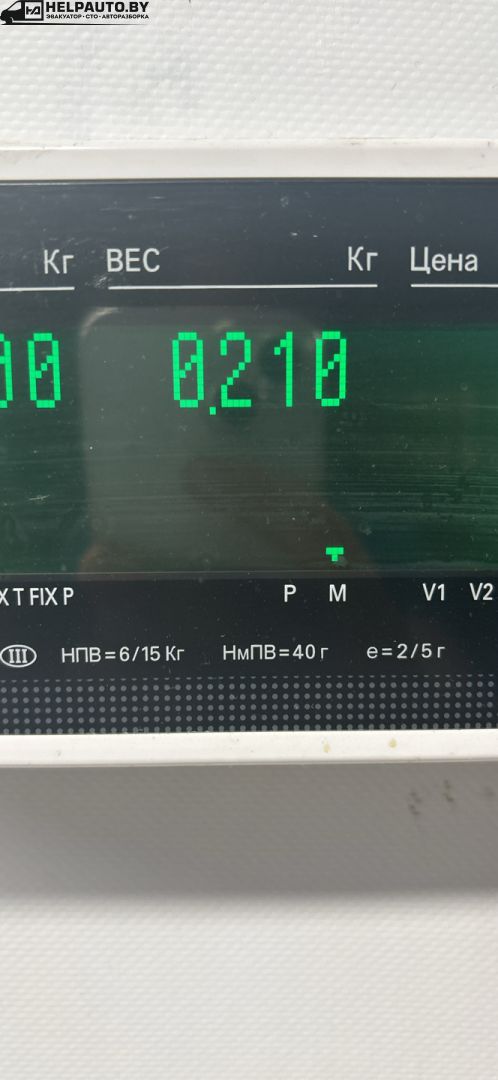 HELPAUTO.BY
ЭВАКУАТОР · СТО · АВТОРАЗБОРКА
Кг ВЕС Кг Цена
00 0.210
X T FIX P P M V1 V2
III НПВ=6/15 Кг НмПВ=40 г e=2/5 г